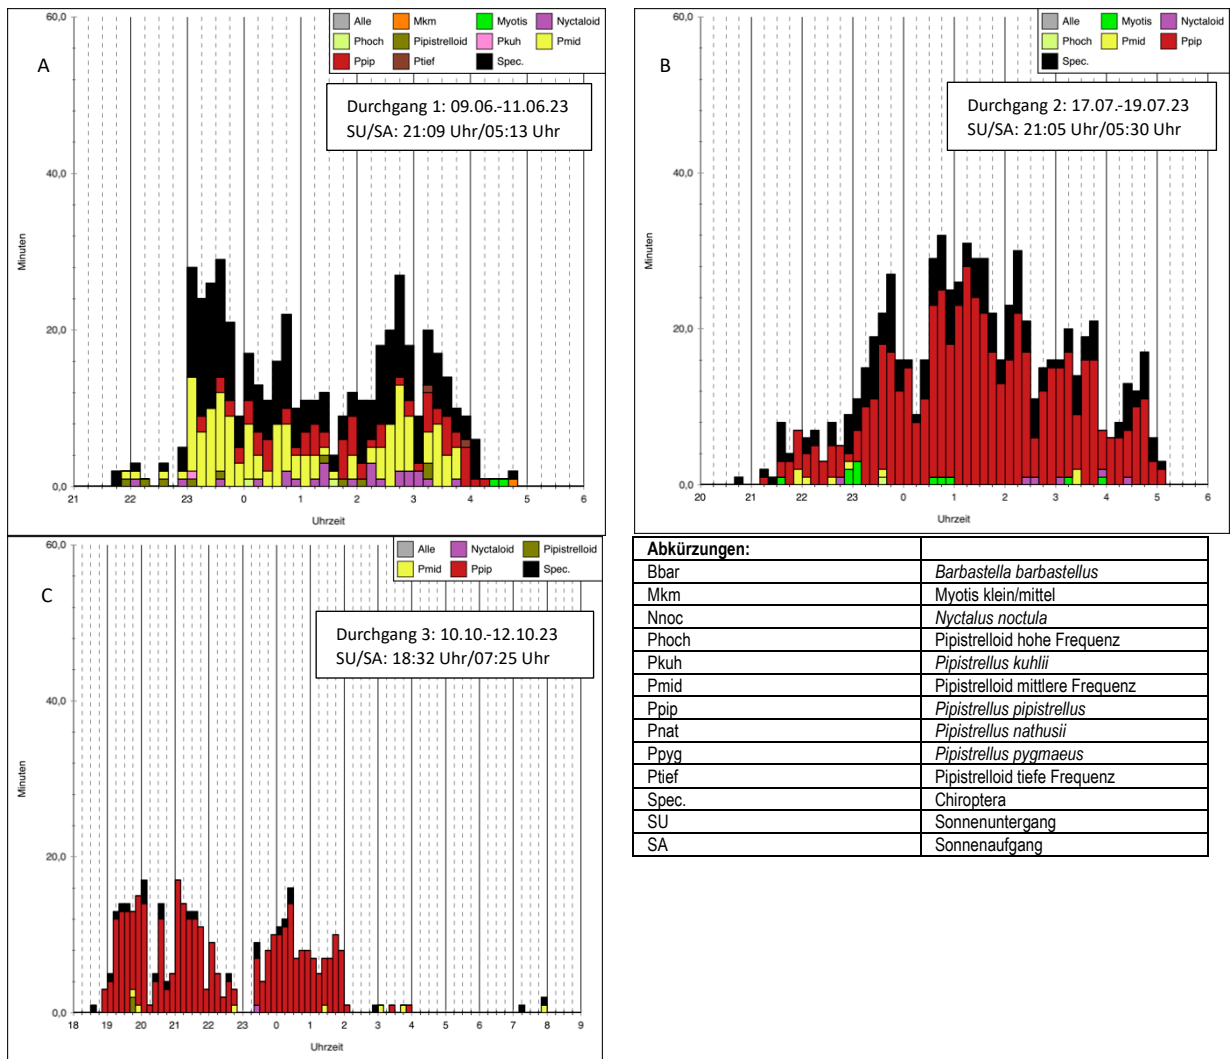 A
60,0
40,0
20,0
0,0
Minuten
Alle Mkm Myotis Nyctaloid
Phoch Pipistrelloid Pkuh Pmid
Ppip Ptief Spec.
Durchgang 1: 09.06.-11.06.23
SU/SA: 21:09 Uhr/05:13 Uhr
21 22 23 0 1 2 3 4 5 6
Uhrzeit
B
60,0
40,0
20,0
0,0
Minuten
Alle Myotis Nyctaloid
Phoch Pmid Ppip
Spec.
Durchgang 2: 17.07.-19.07.23
SU/SA: 21:05 Uhr/05:30 Uhr
20 21 22 23 0 1 2 3 4 5 6
Uhrzeit
C
60,0
40,0
20,0
0,0
Minuten
Alle Nyctaloid Pipistrelloid
Pmid Ppip Spec.
Durchgang 3: 10.10.-12.10.23
SU/SA: 18:32 Uhr/07:25 Uhr
18 19 20 21 22 23 0 1 2 3 4 5 6 7 8 9
Uhrzeit
Abkürzungen:
Bbar Barbastella barbastellus
Mkm Myotis klein/mittel
Nnoc Nyctalus noctula
Phoch Pipistrelloid hohe Frequenz
Pkuh Pipistrellus kuhlii
Pmid Pipistrelloid mittlere Frequenz
Ppip Pipistrellus pipistrellus
Pnat Pipistrellus nathusii
Ppyg Pipistrellus pygmaeus
Ptief Pipistrelloid tiefe Frequenz
Spec. Chiroptera
SU Sonnenuntergang
SA Sonnenaufgang